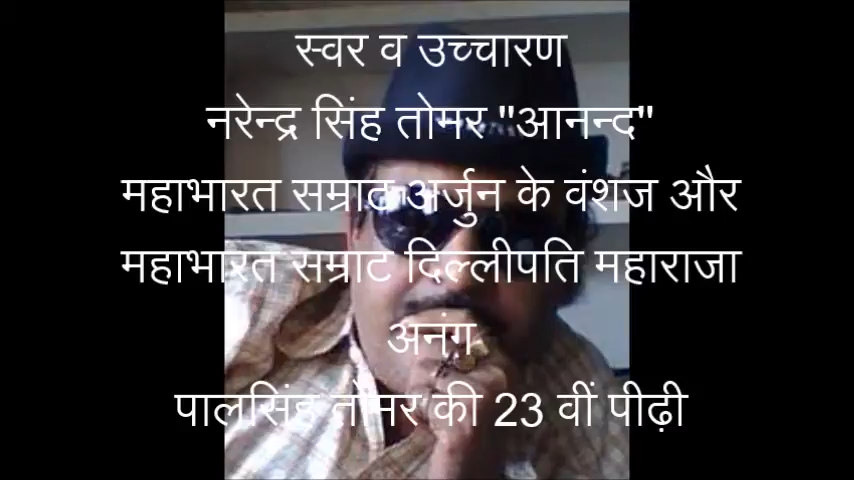 स्वर व उच्चारण
नरेन्द्र सिंह तोमर "आनन्द"
महाभारत सम्राट अर्जुन के वंशज और
महाभारत सम्राट दिल्लीपति महाराजा
अनंग
पालसिंह तोमर की 23 वीं पीढ़ी